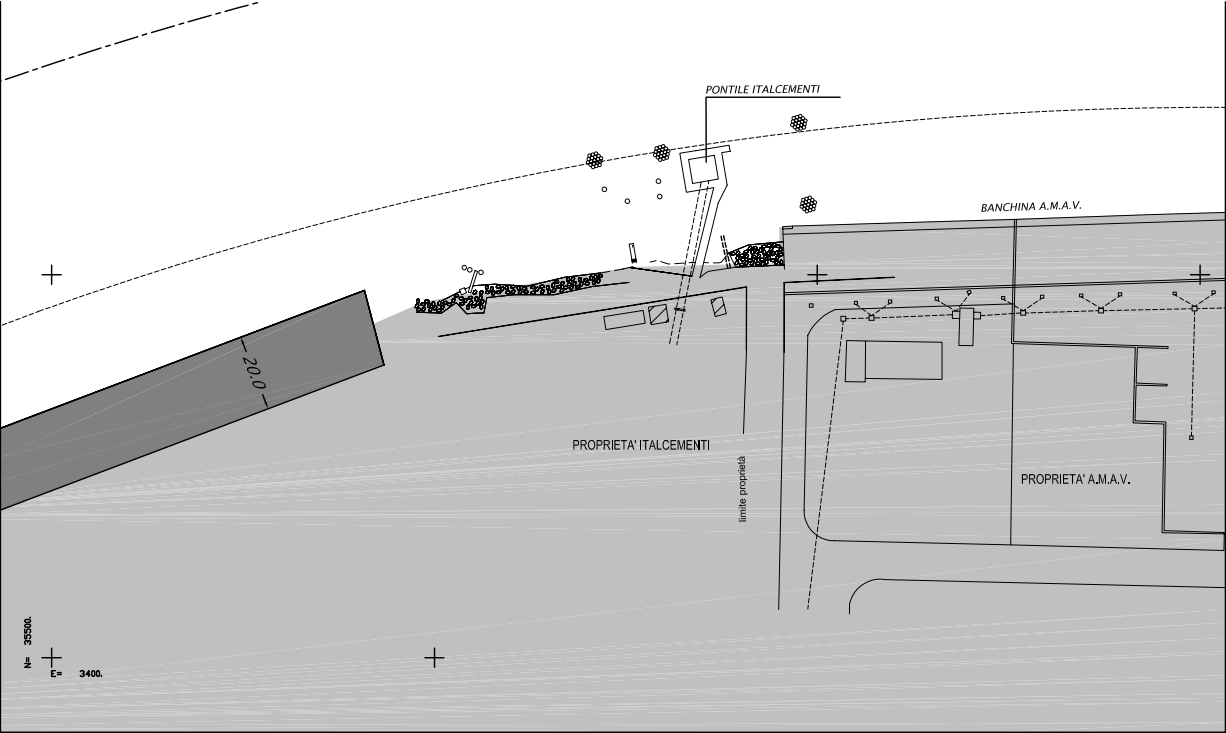 PONTILE ITALCEMENTI
BANCHINA A.M.A.V.
20.0
PROPRIETA' ITALCEMENTI
limite proprietà
PROPRIETA' A.M.A.V.
N= 35500.
E= 3400.